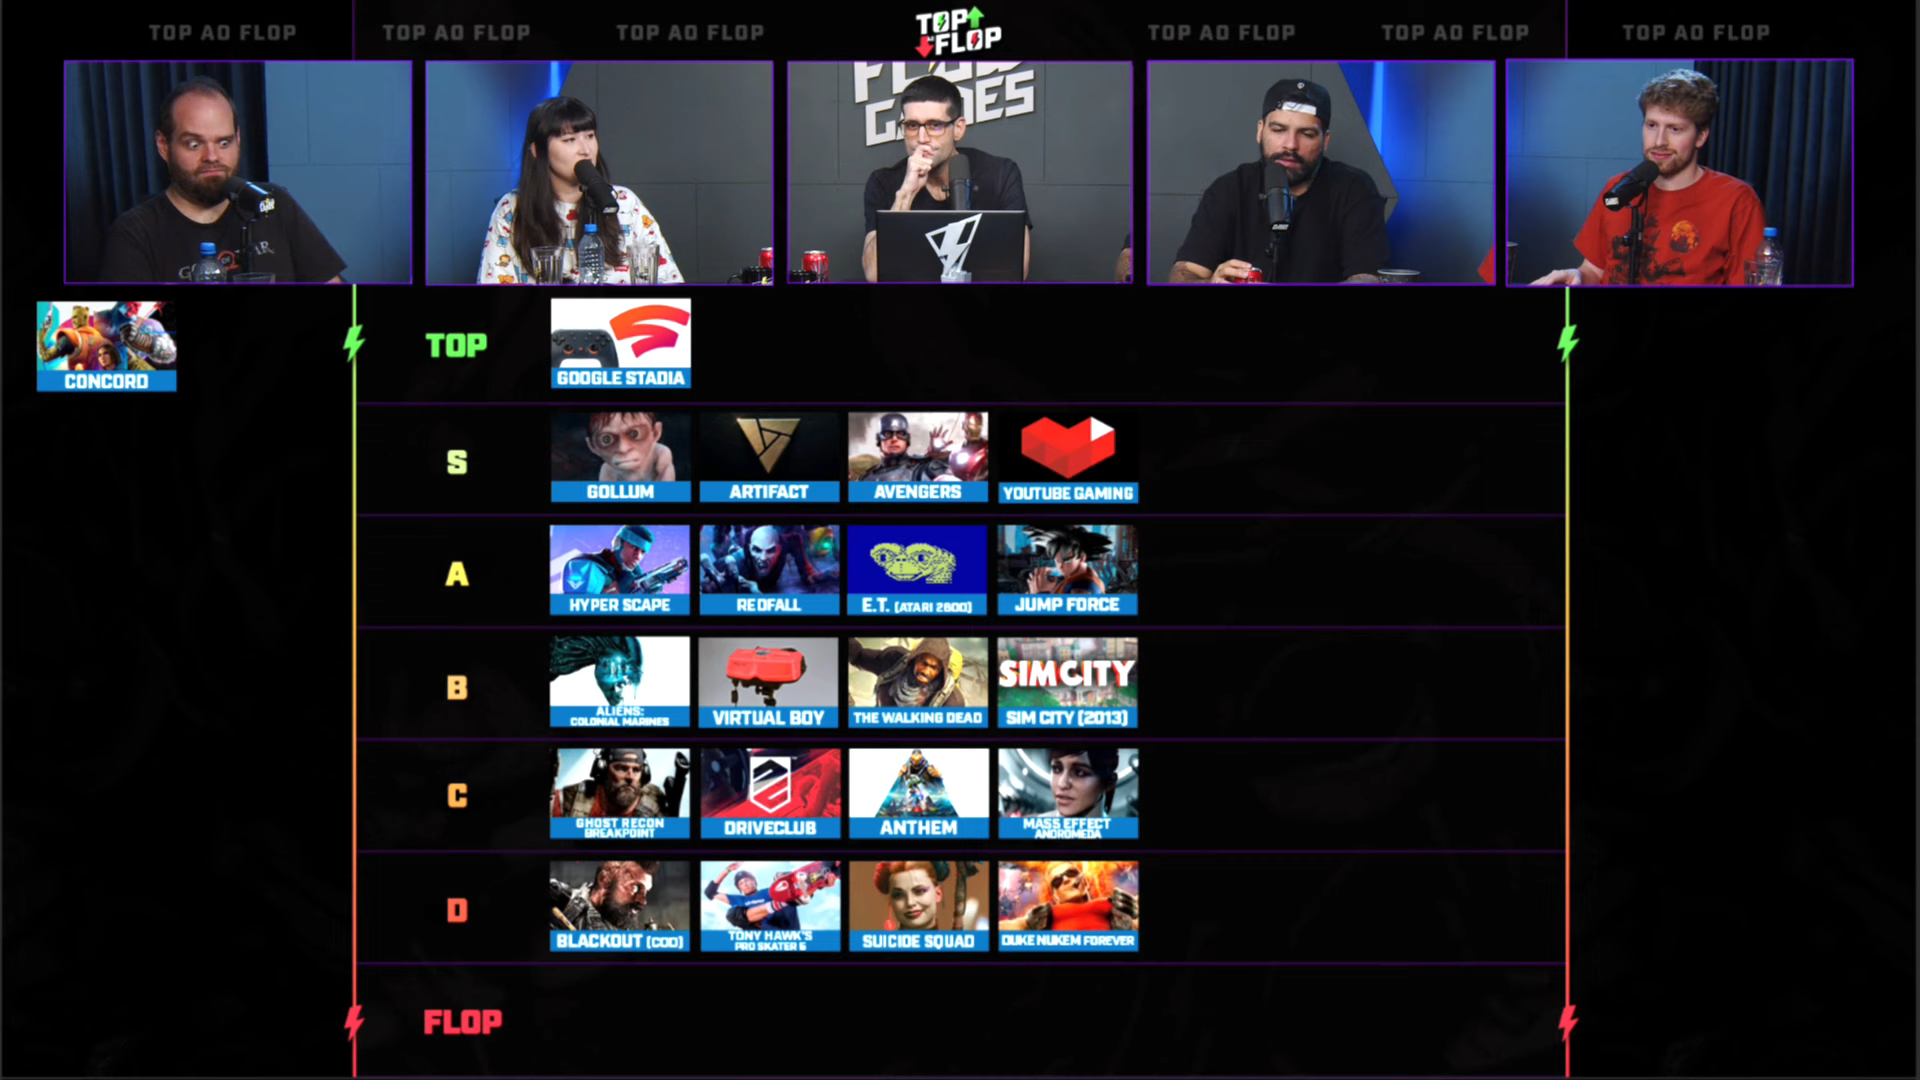 TOP AO FLOP
TOP AO FLOP
TOP AO FLOP
TOP AO FLOP
TOP AO FLOP
TOP AO FLOP
TOP AO FLOP
FLOW
GAMES
CONCORD
TOP
GOOGLE STADIA
S
GOLLUM
ARTIFACT
AVENGERS
YOUTUBE GAMING
A
HYPER SCAPE
REDFALL
E.T. (ATARI 2600)
JUMP FORCE
B
ALIENS:
COLONIAL MARINES
VIRTUAL BOY
THE WALKING DEAD
SIMCITY
SIM CITY (2013)
C
GHOST RECON
BREAKPOINT
DRIVECLUB
ANTHEM
MASS EFFECT
ANDROMEDA
D
BLACKOUT (COD)
TONY HAWK'S
PRO SKATER 5
SUICIDE SQUAD
DUKE NUKEM FOREVER
FLOP